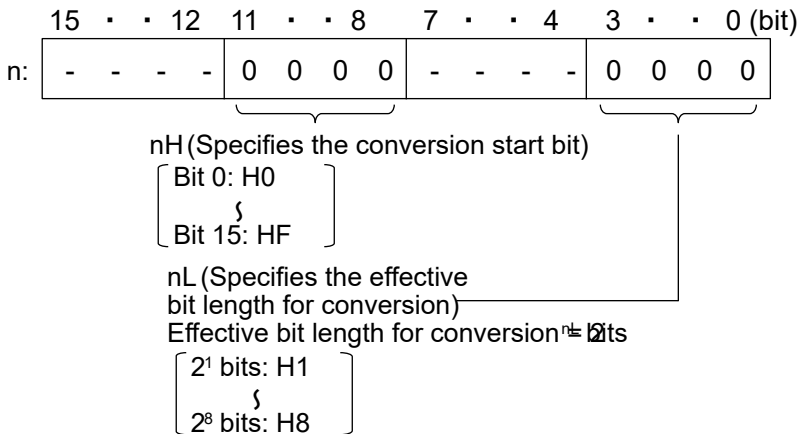 15 · · 12 11 · · 8 7 · · 4 3 · · 0 (bit)
n: - - - - 0 0 0 0 - - - - 0 0 0 0
nH (Specifies the conversion start bit)
Bit 0: H0
Bit 15: HF
nL (Specifies the effective
bit length for conversion)
Effective bit length for conversion = 2ⁿᴸ bits
2¹ bits: H1
2⁸ bits: H8